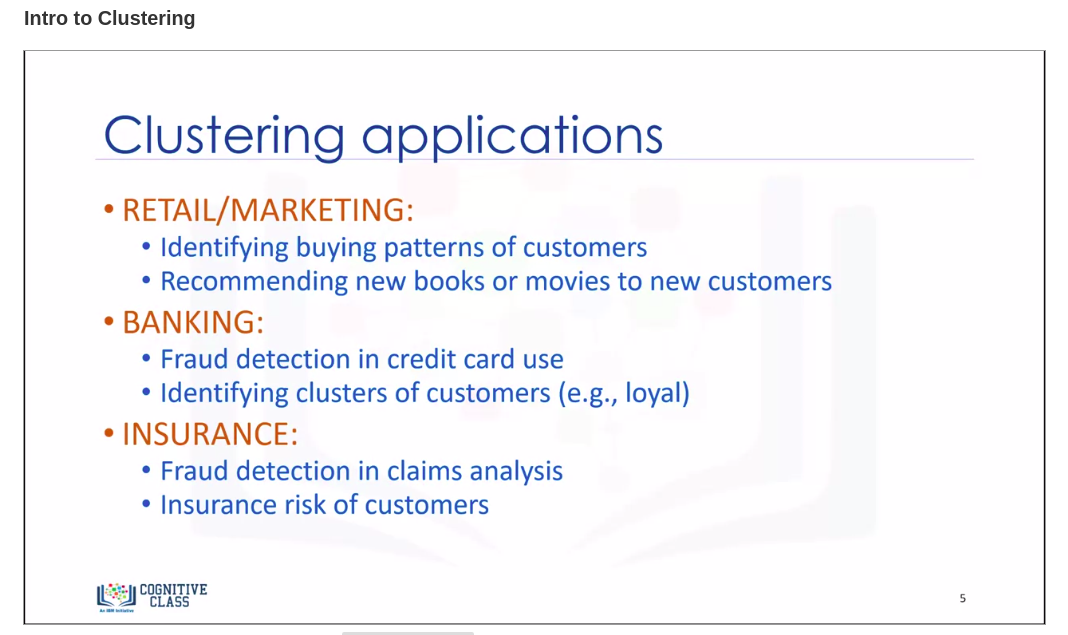 Intro to Clustering
Clustering applications
• RETAIL/MARKETING:
• Identifying buying patterns of customers
• Recommending new books or movies to new customers
• BANKING:
• Fraud detection in credit card use
• Identifying clusters of customers (e.g., loyal)
• INSURANCE:
• Fraud detection in claims analysis
• Insurance risk of customers
COGNITIVE
CLASS
An IBM Initiative
5